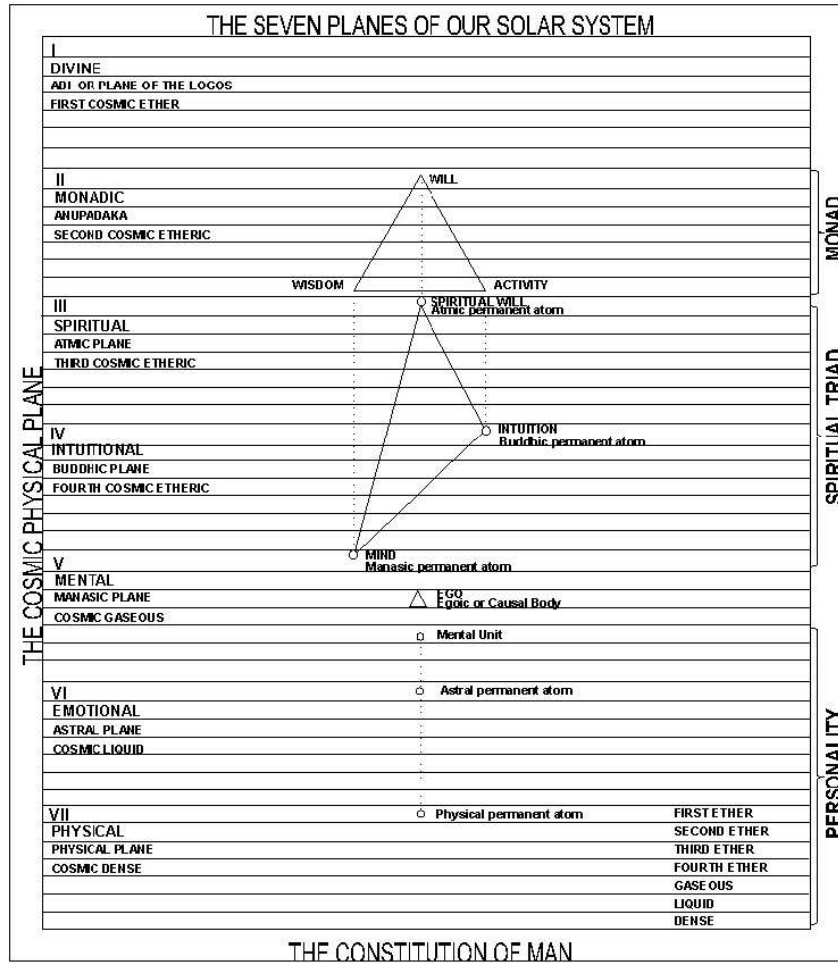 THE SEVEN PLANES OF OUR SOLAR SYSTEM
I
DIVINE
ADI OR PLANE OF THE LOGOS
FIRST COSMIC ETHER
II
WILL
MONADIC
ANUPADAKA
SECOND COSMIC ETHERIC
WISDOM
ACTIVITY
MONAD
III
SPIRITUAL WILL
Atmic permanent atom
SPIRITUAL
ATMIC PLANE
THIRD COSMIC ETHERIC
IV
INTUITION
Buddhic permanent atom
INTUITIONAL
BUDDHIC PLANE
FOURTH COSMIC ETHERIC
SPIRITUAL TRIAD
THE COSMIC PHYSICAL PLANE
MIND
Manasic permanent atom
V
MENTAL
MANASIC PLANE
EGO
Egoic or Causal Body
COSMIC GASEOUS
Mental Unit
VI
Astral permanent atom
EMOTIONAL
ASTRAL PLANE
COSMIC LIQUID
PERSONALITY
VII
Physical permanent atom
FIRST ETHER
PHYSICAL
SECOND ETHER
PHYSICAL PLANE
THIRD ETHER
COSMIC DENSE
FOURTH ETHER
GASEOUS
LIQUID
DENSE
THE CONSTITUTION OF MAN